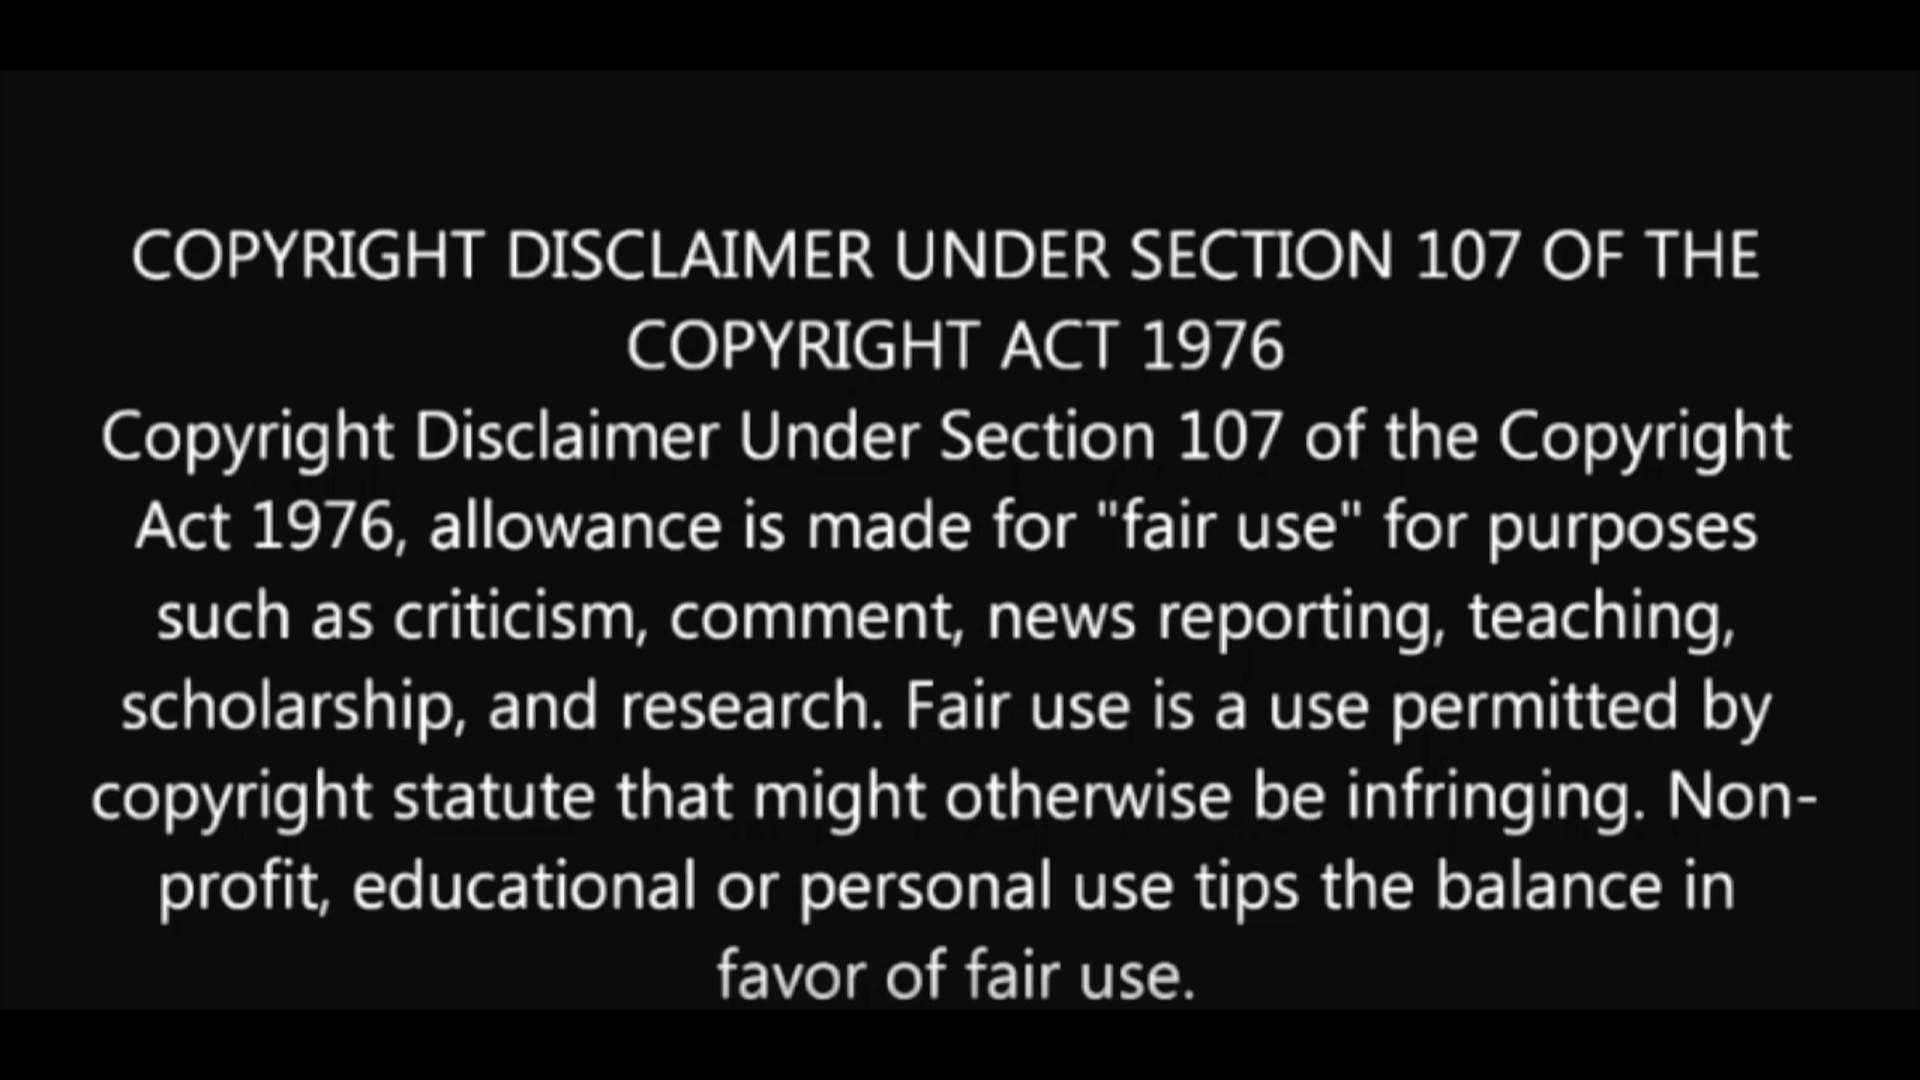 COPYRIGHT DISCLAIMER UNDER SECTION 107 OF THE
COPYRIGHT ACT 1976
Copyright Disclaimer Under Section 107 of the Copyright
Act 1976, allowance is made for "fair use" for purposes
such as criticism, comment, news reporting, teaching,
scholarship, and research. Fair use is a use permitted by
copyright statute that might otherwise be infringing. Non-
profit, educational or personal use tips the balance in
favor of fair use.